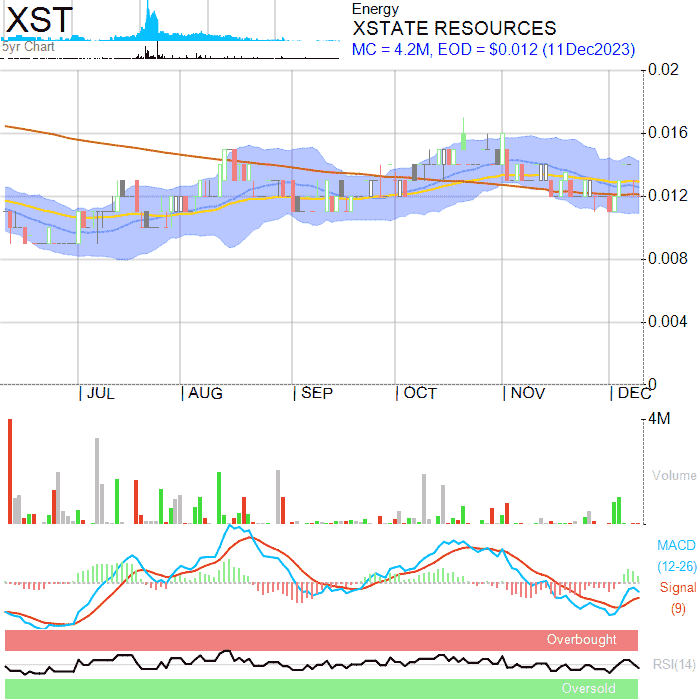 XST
5yr Chart
Energy
XSTATE RESOURCES
MC = 4.2M, EOD = $0.012 (11Dec2023)
0.02
0.016
0.012
0.008
0.004
0
JUL AUG SEP OCT NOV DEC
4M
Volume
MACD
(12-26)
Signal
(9)
Overbought
RSI(14)
Oversold